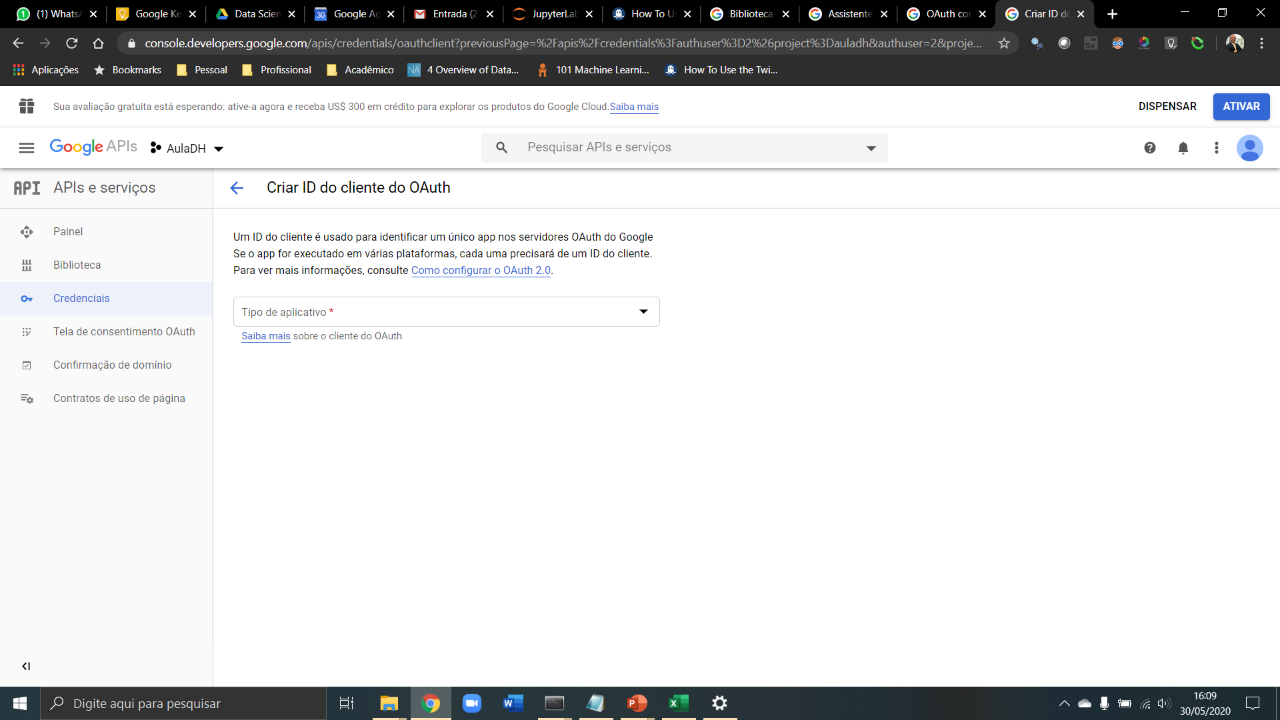 (1) Whats
Google Ke
Data Scien
Google Ag
Entrada (2
JupyterLab
How To U
Biblioteca
Assistente
OAuth co
Criar ID do
console.developers.google.com/apis/credentials/oauthclient?previousPage=%2Fapis%2Fcredentials%3Fauthuser%3D2%26project%3Dauladh&authuser=2&proje...
Aplicações
Bookmarks
Pessoal
Profissional
Acadêmico
NA
4 Overview of Data...
101 Machine Learni...
How To Use the Twi...
Sua avaliação gratuita está esperando: ative-a agora e receba US$ 300 em crédito para explorar os produtos do Google Cloud.Saiba mais
DISPENSAR
ATIVAR
Google APIs
AulaDH
Pesquisar APIs e serviços
API APIs e serviços
Criar ID do cliente do OAuth
Painel
Biblioteca
Credenciais
Tela de consentimento OAuth
Confirmação de domínio
Contratos de uso de página
Um ID do cliente é usado para identificar um único app nos servidores OAuth do Google
Se o app for executado em várias plataformas, cada uma precisará de um ID do cliente.
Para ver mais informações, consulte Como configurar o OAuth 2.0.
Tipo de aplicativo *
Saiba mais sobre o cliente do OAuth
Digite aqui para pesquisar
16:09
30/05/2020